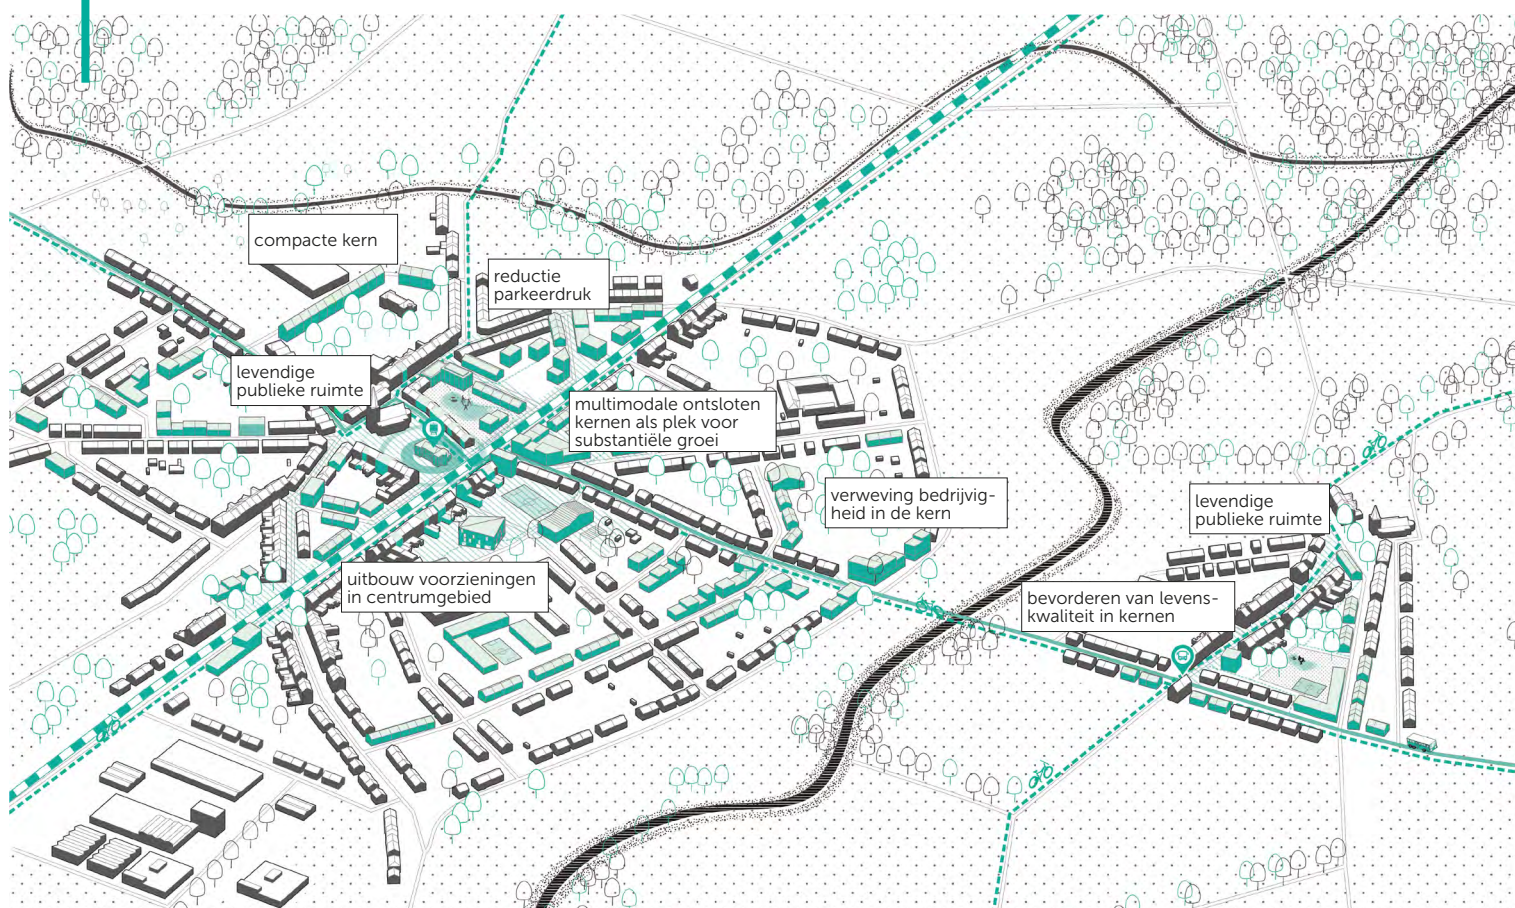 compacte kern
reductie
parkeerdruk
levendige
publieke ruimte
multimodale ontsloten
kernen als plek voor
substantiële groei
verweving bedrijvig-
heid in de kern
levendige
publieke ruimte
uitbouw voorzieningen
in centrumgebied
bevorderen van levens-
kwaliteit in kernen